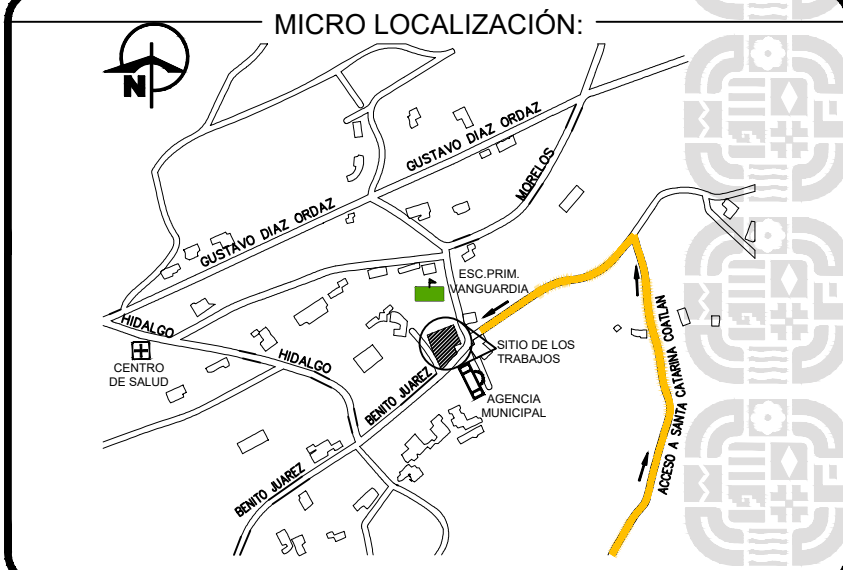 MICRO LOCALIZACIÓN:
N
GUSTAVO DIAZ ORDAZ
MORELOS
GUSTAVO DIAZ ORDAZ
ESC.PRIM.
VANGUARDIA
HIDALGO
HIDALGO
CENTRO
DE SALUD
SITIO DE LOS
TRABAJOS
BENITO JUAREZ
AGENCIA
MUNICIPAL
ACCESO A SANTA CATARINA COATLAN
BENITO JUAREZ